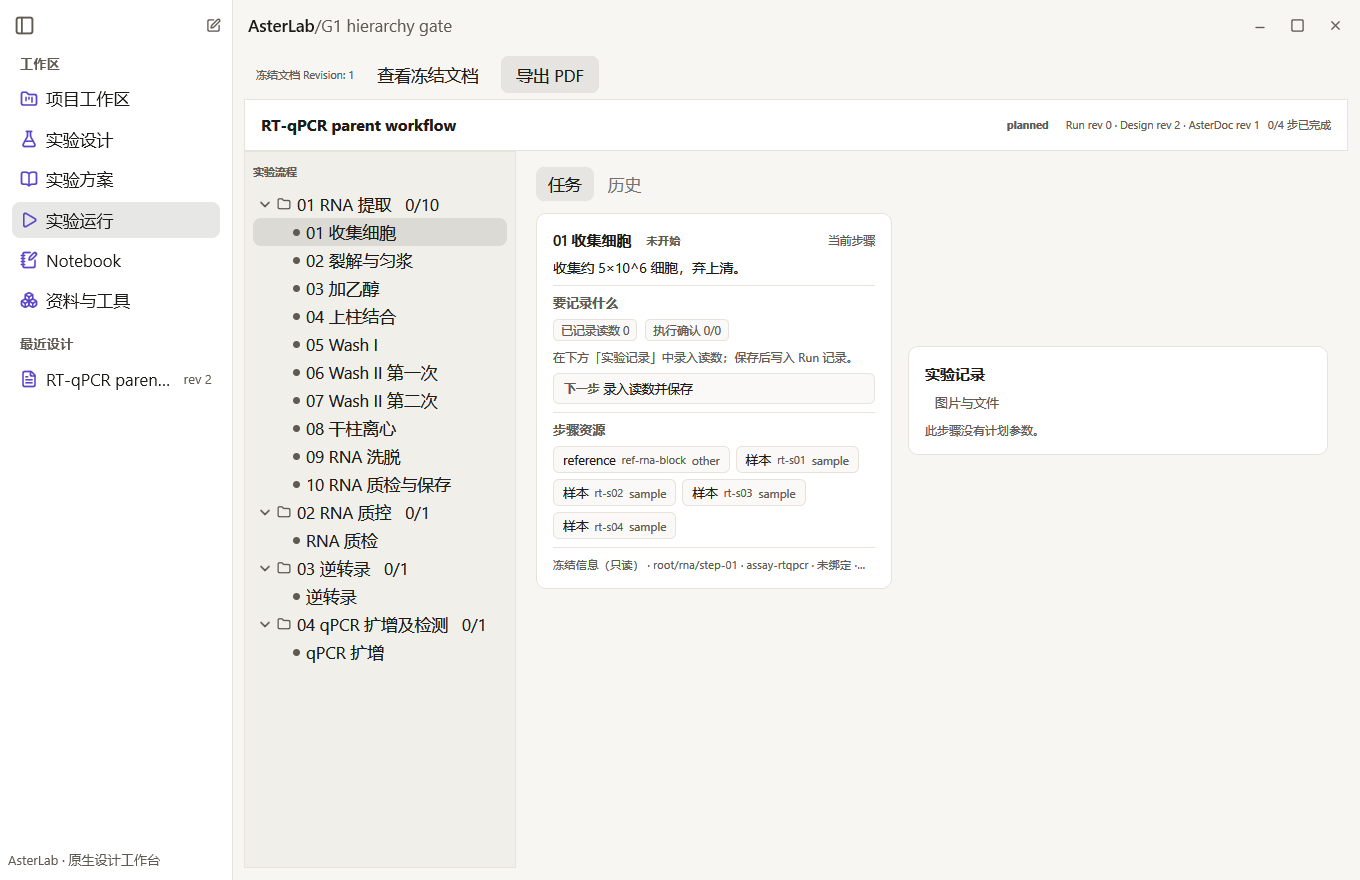 AsterLab/G1 hierarchy gate
工作区
项目工作区
实验设计
实验方案
实验运行
Notebook
资料与工具
最近设计
RT-qPCR paren... rev 2
AsterLab · 原生设计工作台
冻结文档 Revision: 1 查看冻结文档 导出 PDF
RT-qPCR parent workflow planned Run rev 0 · Design rev 2 · AsterDoc rev 1 0/4 步已完成
实验流程
01 RNA 提取 0/10
01 收集细胞
02 裂解与匀浆
03 加乙醇
04 上柱结合
05 Wash I
06 Wash II 第一次
07 Wash II 第二次
08 干柱离心
09 RNA 洗脱
10 RNA 质检与保存
02 RNA 质控 0/1
RNA 质检
03 逆转录 0/1
逆转录
04 qPCR 扩增及检测 0/1
qPCR 扩增
任务 历史
01 收集细胞 未开始 当前步骤
收集约 5×10^6 细胞，弃上清。
要记录什么
已记录读数 0 执行确认 0/0
在下方「实验记录」中录入读数；保存后写入 Run 记录。
下一步 录入读数并保存
步骤资源
reference ref-rna-block other 样本 rt-s01 sample
样本 rt-s02 sample 样本 rt-s03 sample
样本 rt-s04 sample
冻结信息（只读） · root/rna/step-01 · assay-rtqpcr · 未绑定 ·...
实验记录
图片与文件
此步骤没有计划参数。